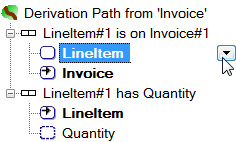 Derivation Path from 'Invoice'
LineItem#1 is on Invoice#1
LineItem
Invoice
LineItem#1 has Quantity
LineItem
Quantity